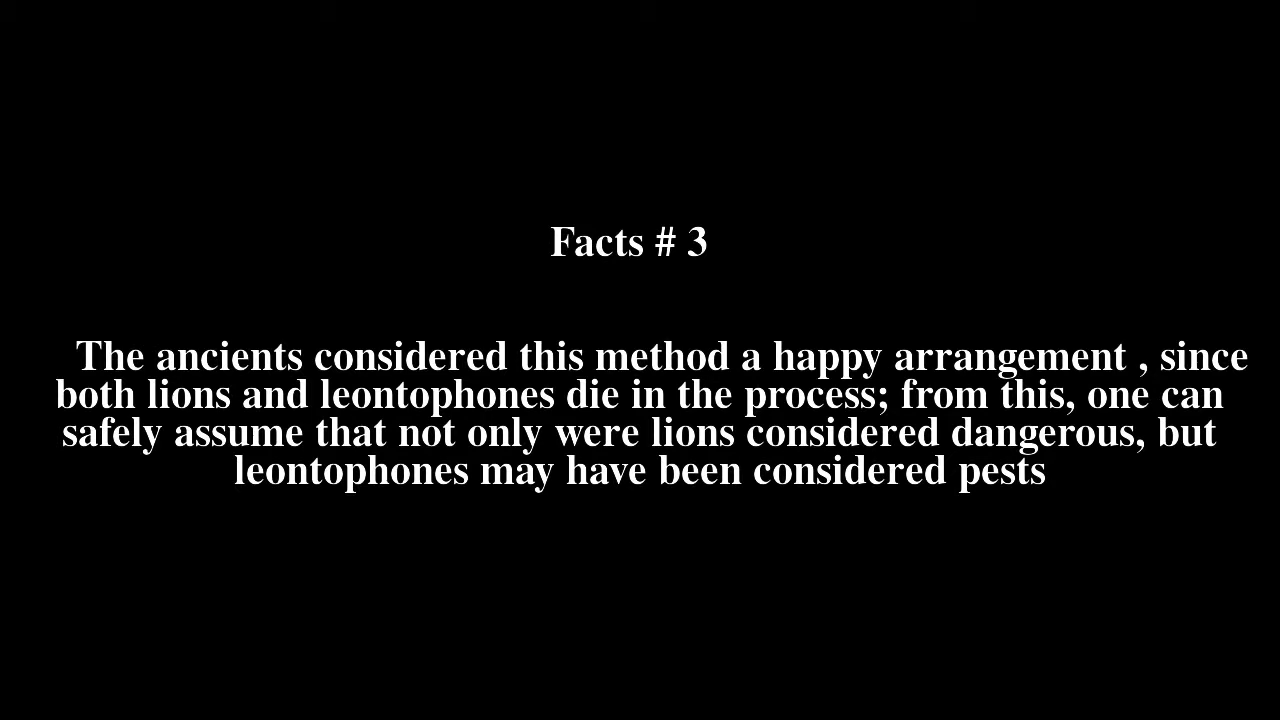 Facts # 3
The ancients considered this method a happy arrangement , since
both lions and leontophones die in the process; from this, one can
safely assume that not only were lions considered dangerous, but
leontophones may have been considered pests